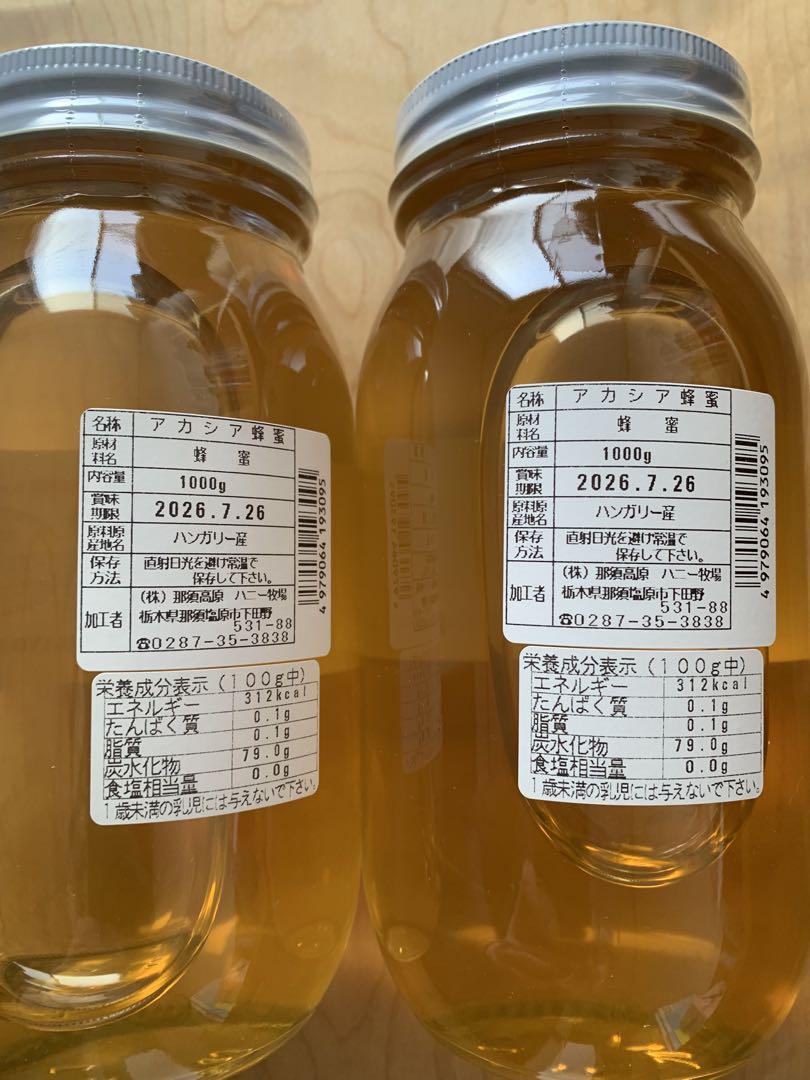 名称 アカシア蜂蜜
原材料名 蜂蜜
内容量 1000g
賞味期限 2026.7.26
原料原産地名 ハンガリー産
保存方法 直射日光を避け常温で
保存して下さい。
加工者 (株)那須高原 ハニー牧場
栃木県那須塩原市下田野
531-88
☎0287-35-3838
4979064193095
栄養成分表示(100g中)
エネルギー 312kcal
たんぱく質 0.1g
脂質 0.1g
炭水化物 79.0g
食塩相当量 0.0g
1歳未満の乳児には与えないで下さい。
名称 アカシア蜂蜜
原材料名 蜂蜜
内容量 1000g
賞味期限 2026.7.26
原料原産地名 ハンガリー産
保存方法 直射日光を避け常温で
保存して下さい。
加工者 (株)那須高原 ハニー牧場
栃木県那須塩原市下田野
531-88
☎0287-35-3838
4979064193095
栄養成分表示(100g中)
エネルギー 312kcal
たんぱく質 0.1g
脂質 0.1g
炭水化物 79.0g
食塩相当量 0.0g
1歳未満の乳児には与えないで下さい。